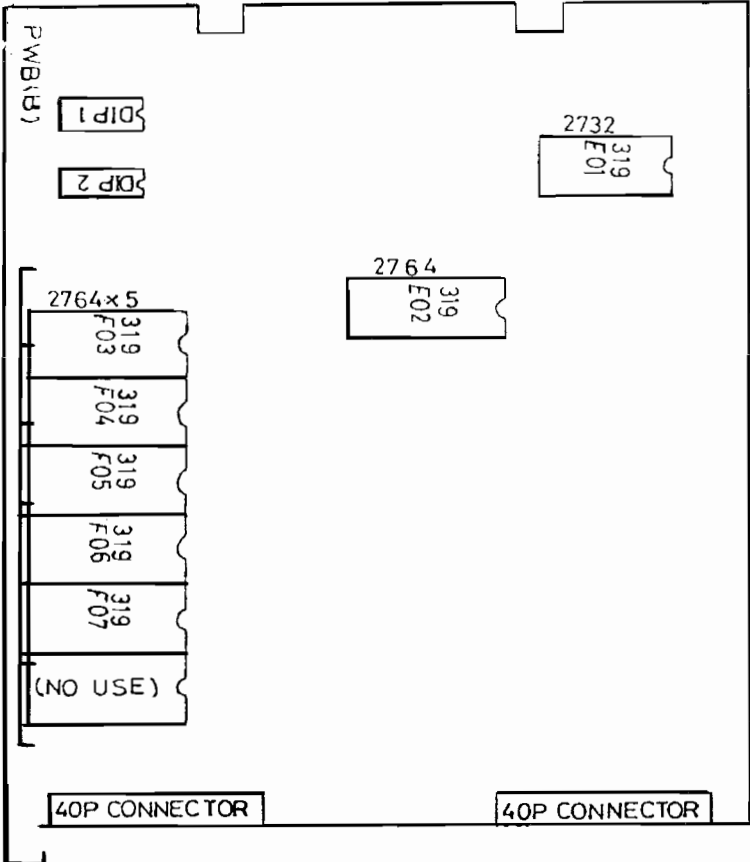 PWB(B)
DIP 1
DIP 2
2732
319
E01
2764
319
E02
2764×5
319
F03
319
F04
319
F05
319
F06
319
F07
(NO USE)
40P CONNECTOR
40P CONNECTOR